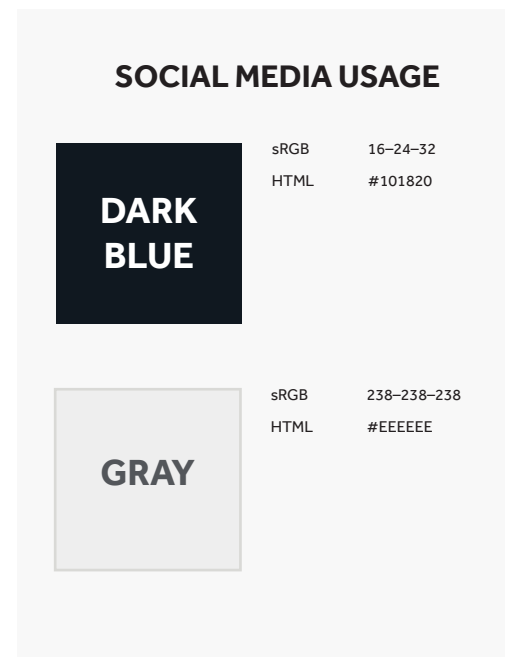 SOCIAL MEDIA USAGE
DARK
BLUE
sRGB 16–24–32
HTML #101820
GRAY
sRGB 238–238–238
HTML #EEEEEE